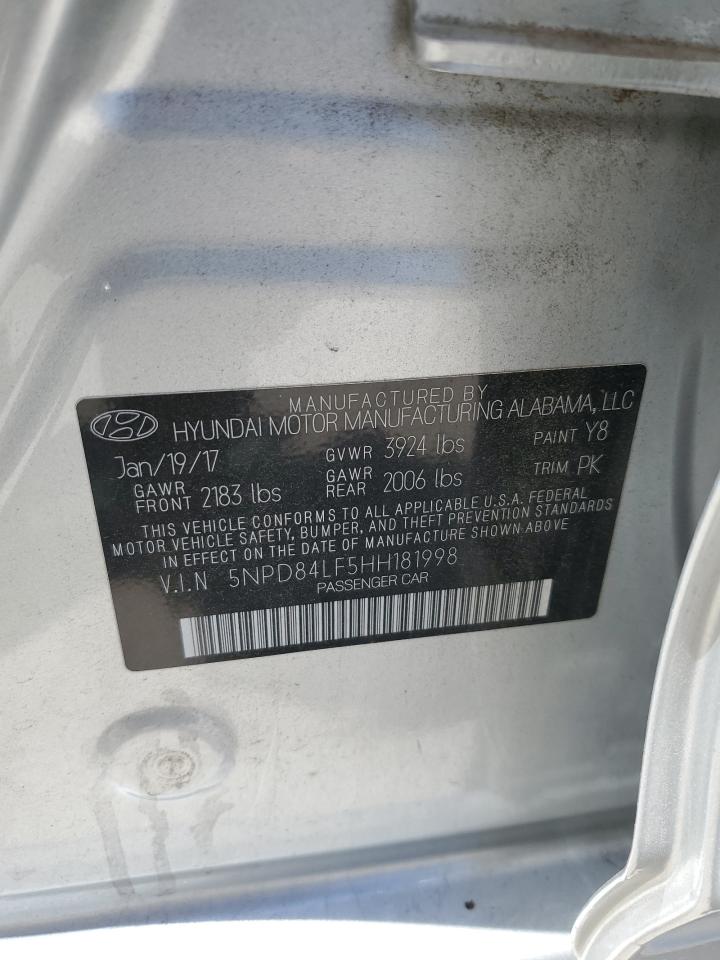 MANUFACTURED BY
HYUNDAI MOTOR MANUFACTURING ALABAMA, LLC
Jan/19/17 GVWR 3924 lbs PAINT Y8
GAWR FRONT 2183 lbs GAWR REAR 2006 lbs TRIM PK
THIS VEHICLE CONFORMS TO ALL APPLICABLE U.S.A. FEDERAL
MOTOR VEHICLE SAFETY, BUMPER, AND THEFT PREVENTION STANDARDS
IN EFFECT ON THE DATE OF MANUFACTURE SHOWN ABOVE
V.I.N 5NPD84LF5HH181998
PASSENGER CAR